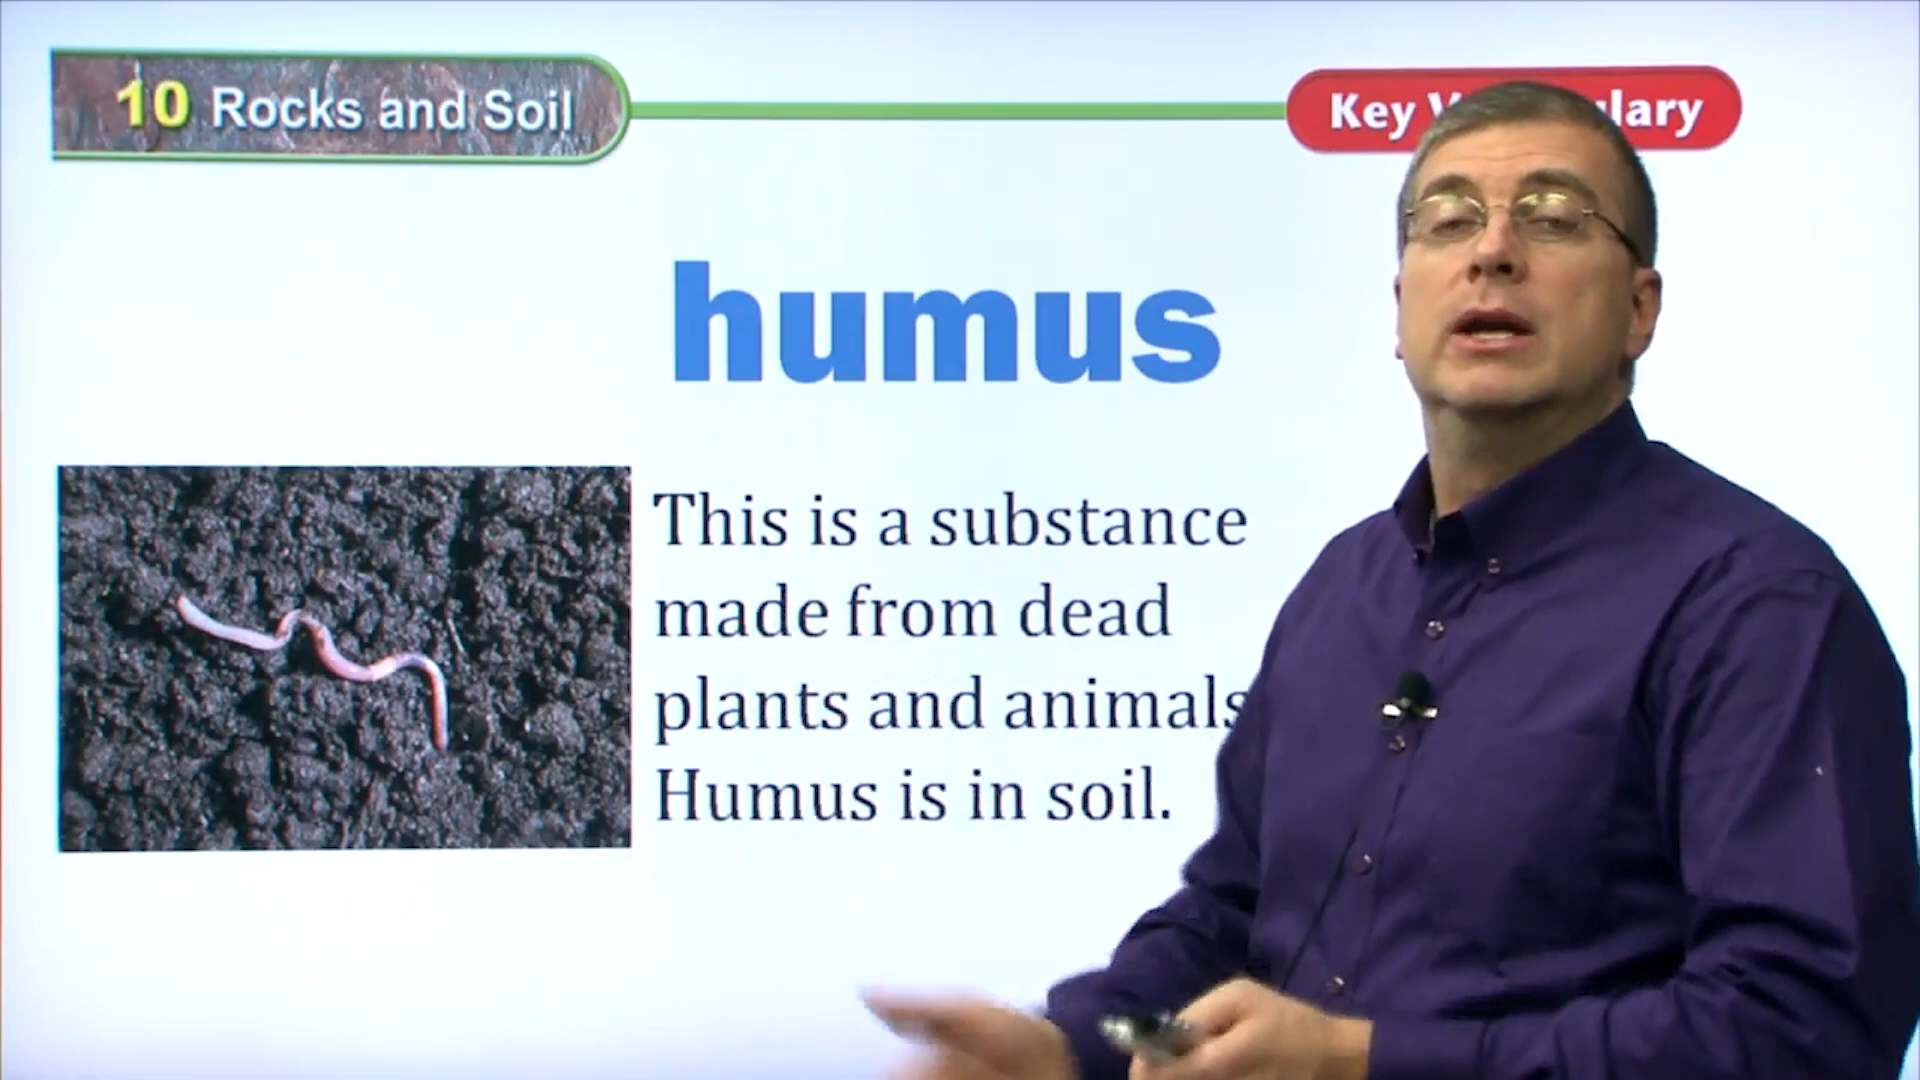 10 Rocks and Soil
Key
humus
This is a substance
made from dead
plants and animals
Humus is in soil.